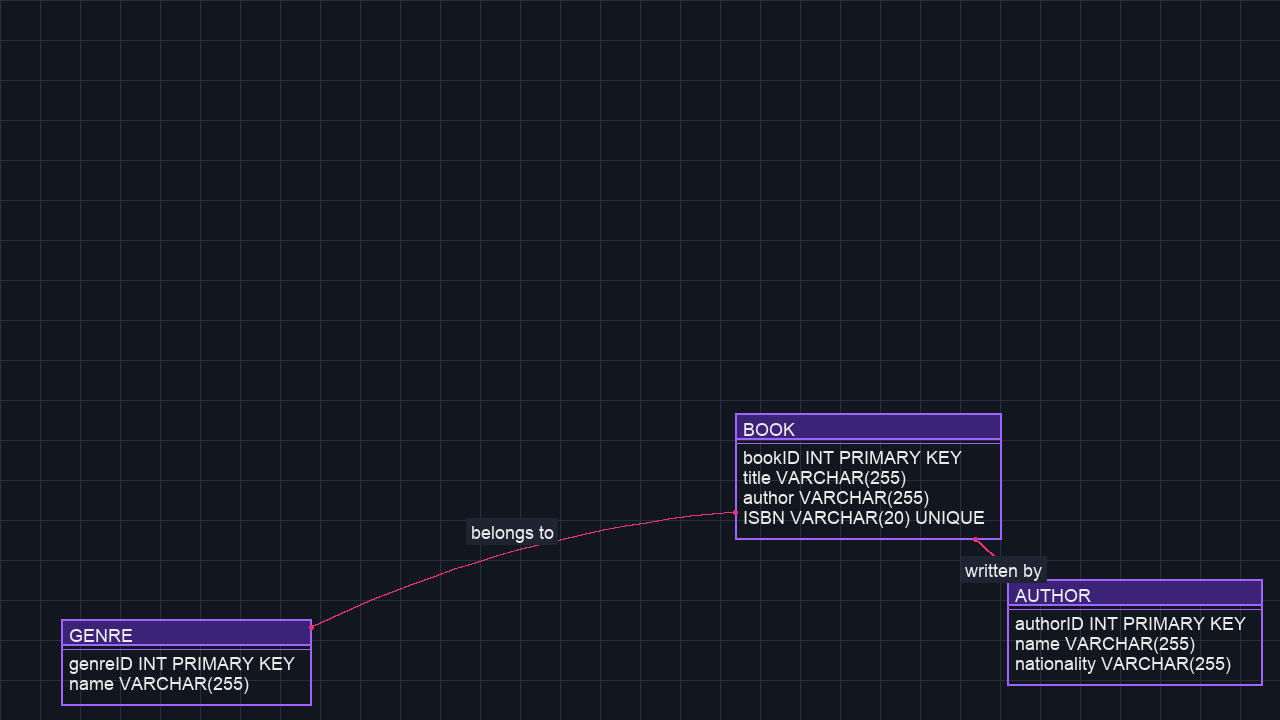 BOOK
bookID INT PRIMARY KEY
title VARCHAR(255)
author VARCHAR(255)
ISBN VARCHAR(20) UNIQUE
belongs to
written by
AUTHOR
authorID INT PRIMARY KEY
name VARCHAR(255)
nationality VARCHAR(255)
GENRE
genreID INT PRIMARY KEY
name VARCHAR(255)